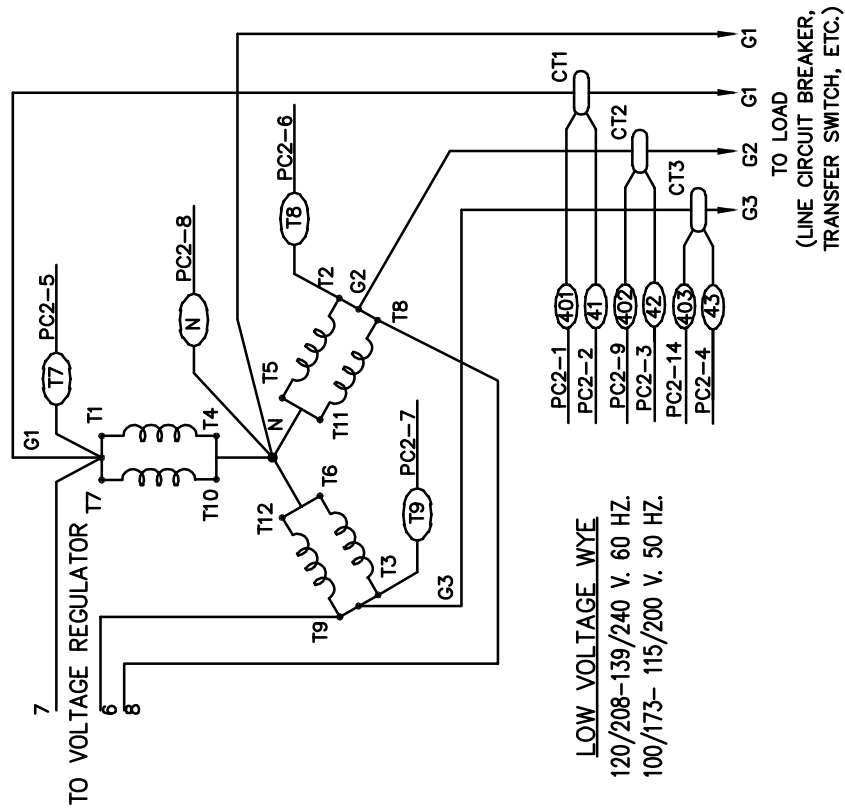 TO VOLTAGE REGULATOR
7
6
8
G1
T7
PC2-5
T7
T1
T10
T4
N
PC2-8
N
T12
T6
T9
T3
G3
T9
PC2-7
T5
T11
T2
G2
T8
T8
PC2-6
PC2-1
401
PC2-2
41
CT1
PC2-9
402
PC2-3
42
CT2
PC2-14
403
PC2-4
43
CT3
G1
G1
G2
G3
TO LOAD
(LINE CIRCUIT BREAKER,
TRANSFER SWITCH, ETC.)
LOW VOLTAGE WYE
120/208-139/240 V. 60 HZ.
100/173- 115/200 V. 50 HZ.